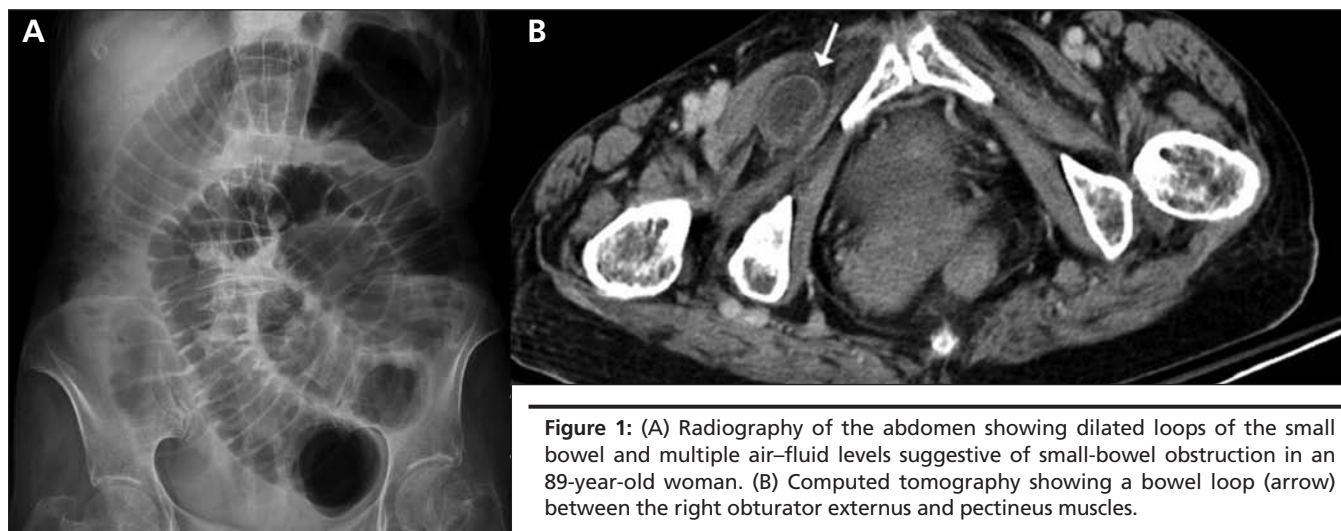 A
B
Figure 1: (A) Radiography of the abdomen showing dilated loops of the small
bowel and multiple air–fluid levels suggestive of small-bowel obstruction in an
89-year-old woman. (B) Computed tomography showing a bowel loop (arrow)
between the right obturator externus and pectineus muscles.